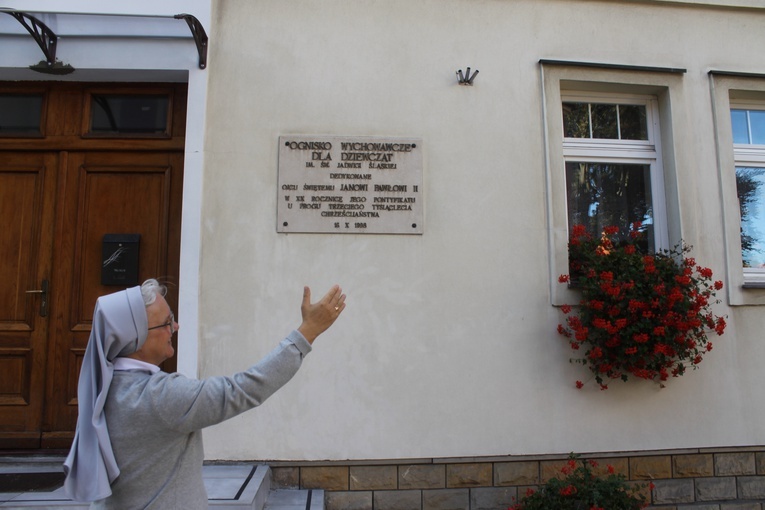 OGNISKO WYCHOWAWCZE
DLA DZIEWCZĄT
IM. ŚW. JADWIGI ŚLĄSKIEJ
DEDYKOWANE
OJCU ŚWIĘTEMU JANOWI PAWŁOWI II
W XX ROCZNICĘ JEGO PONTYFIKATU
U PROGU TRZECIEGO TYSIĄCLECIA
CHRZEŚCIJAŃSTWA
16 X 1998